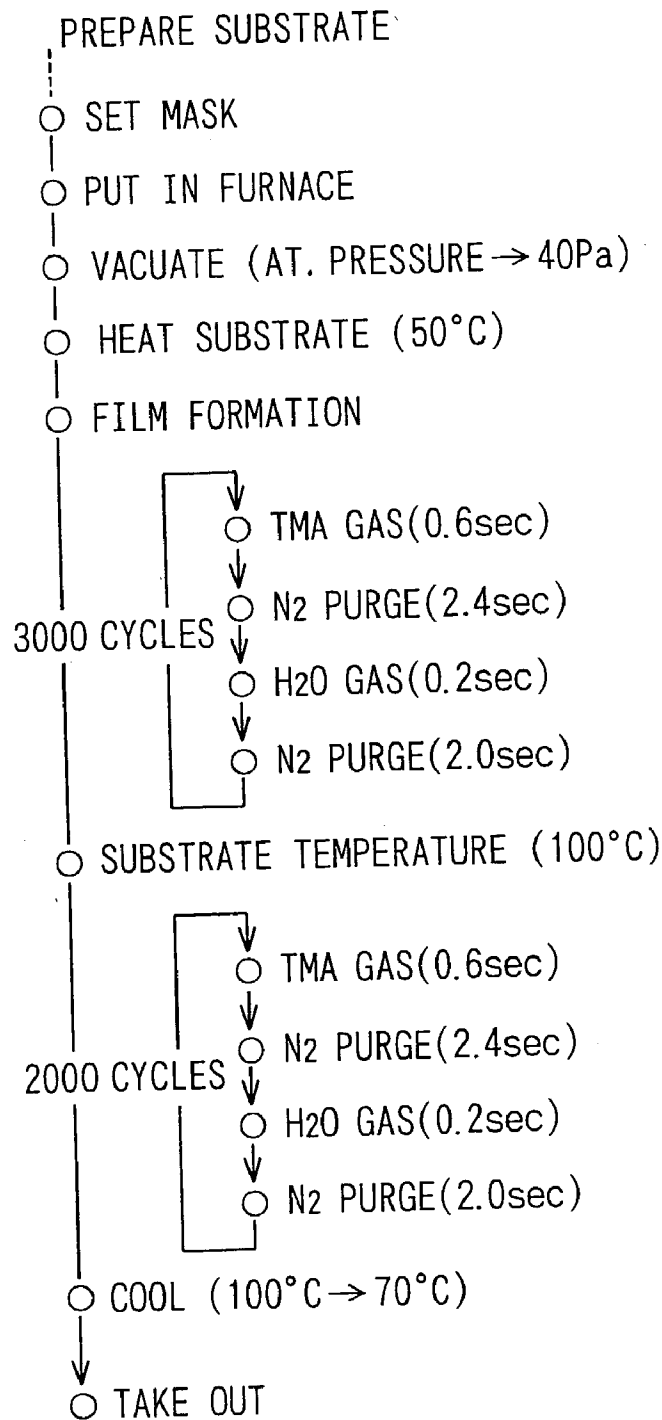 PREPARE SUBSTRATE
SET MASK
PUT IN FURNACE
VACUATE (AT. PRESSURE→40Pa)
HEAT SUBSTRATE (50°C)
FILM FORMATION
TMA GAS(0.6sec)
N2 PURGE(2.4sec)
3000 CYCLES
H2O GAS(0.2sec)
N2 PURGE(2.0sec)
SUBSTRATE TEMPERATURE (100°C)
TMA GAS(0.6sec)
N2 PURGE(2.4sec)
2000 CYCLES
H2O GAS(0.2sec)
N2 PURGE(2.0sec)
COOL (100°C→70°C)
TAKE OUT